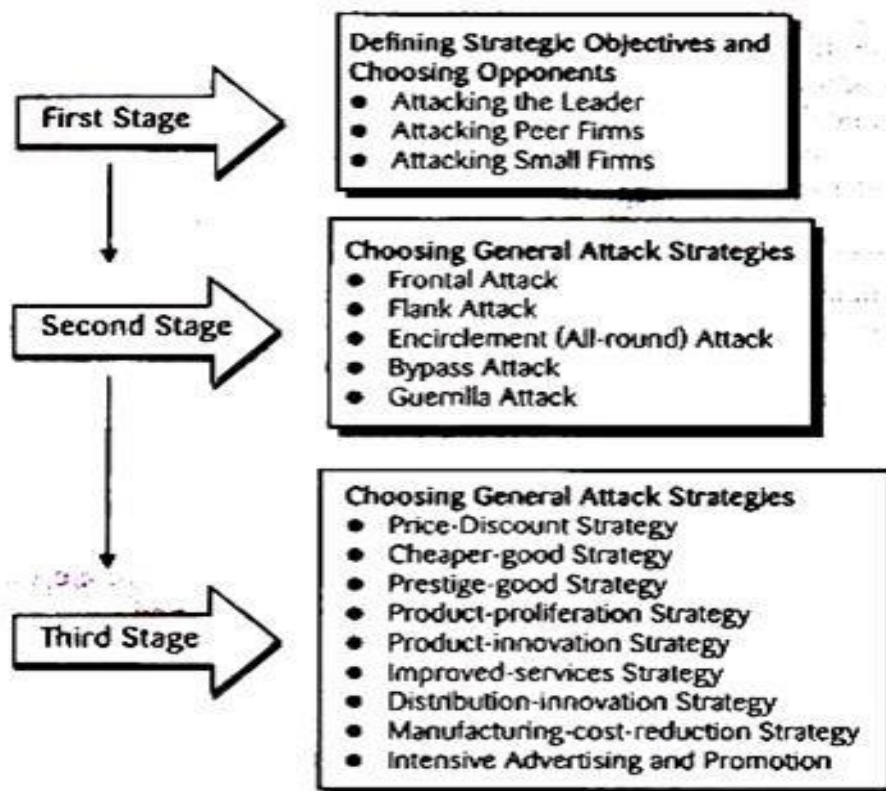 First Stage
Defining Strategic Objectives and
Choosing Opponents
● Attacking the Leader
● Attacking Peer Firms
● Attacking Small Firms
Second Stage
Choosing General Attack Strategies
● Frontal Attack
● Flank Attack
● Encirclement (All-round) Attack
● Bypass Attack
● Guerrilla Attack
Third Stage
Choosing General Attack Strategies
● Price-Discount Strategy
● Cheaper-good Strategy
● Prestige-good Strategy
● Product-proliferation Strategy
● Product-innovation Strategy
● Improved-services Strategy
● Distribution-innovation Strategy
● Manufacturing-cost-reduction Strategy
● Intensive Advertising and Promotion